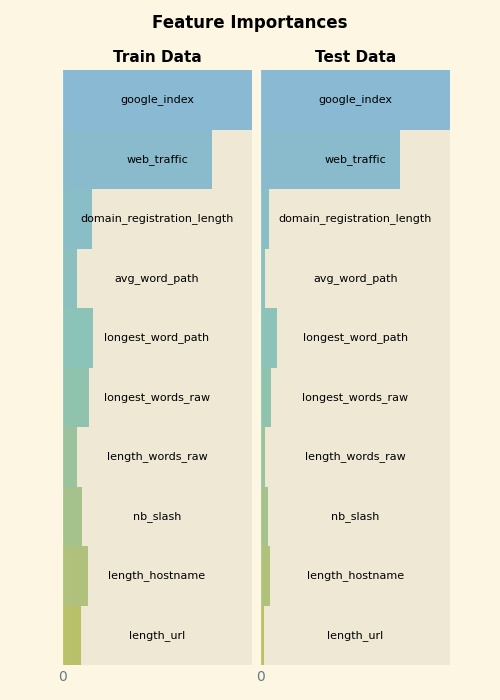 Feature Importances
Train Data
google_index
web_traffic
domain_registration_length
avg_word_path
longest_word_path
longest_words_raw
length_words_raw
nb_slash
length_hostname
length_url
0
Test Data
google_index
web_traffic
domain_registration_length
avg_word_path
longest_word_path
longest_words_raw
length_words_raw
nb_slash
length_hostname
length_url
0